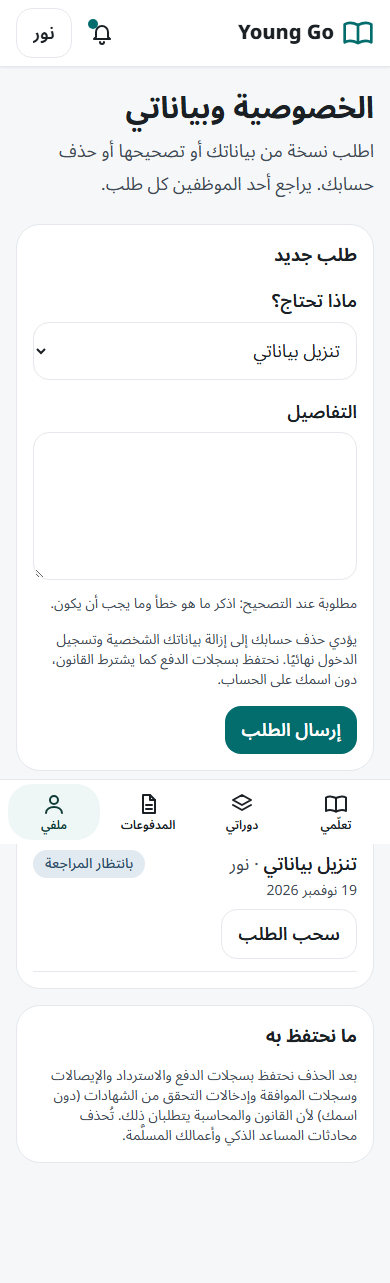 Young Go
نور
الخصوصية وبياناتي
اطلب نسخة من بياناتك أو تصحيحها أو حذف
حسابك. يراجع أحد الموظفين كل طلب.
طلب جديد
ماذا تحتاج؟
تنزيل بياناتي
التفاصيل
مطلوبة عند التصحيح: اذكر ما هو خطأ وما يجب أن يكون.
يؤدي حذف حسابك إلى إزالة بياناتك الشخصية وتسجيل
الدخول نهائيًا. نحتفظ بسجلات الدفع كما يشترط القانون،
دون اسمك على الحساب.
إرسال الطلب
تعلّمي
دوراتي
المدفوعات
ملفي
تنزيل بياناتي · نور
بانتظار المراجعة
19 نوفمبر 2026
سحب الطلب
ما نحتفظ به
بعد الحذف نحتفظ بسجلات الدفع والاسترداد والإيصالات
وسجلات الموافقة وإدخالات التحقق من الشهادات (دون
اسمك) لأن القانون والمحاسبة يتطلبان ذلك. تُحذف
محادثات المساعد الذكي وأعمالك المسلَّمة.